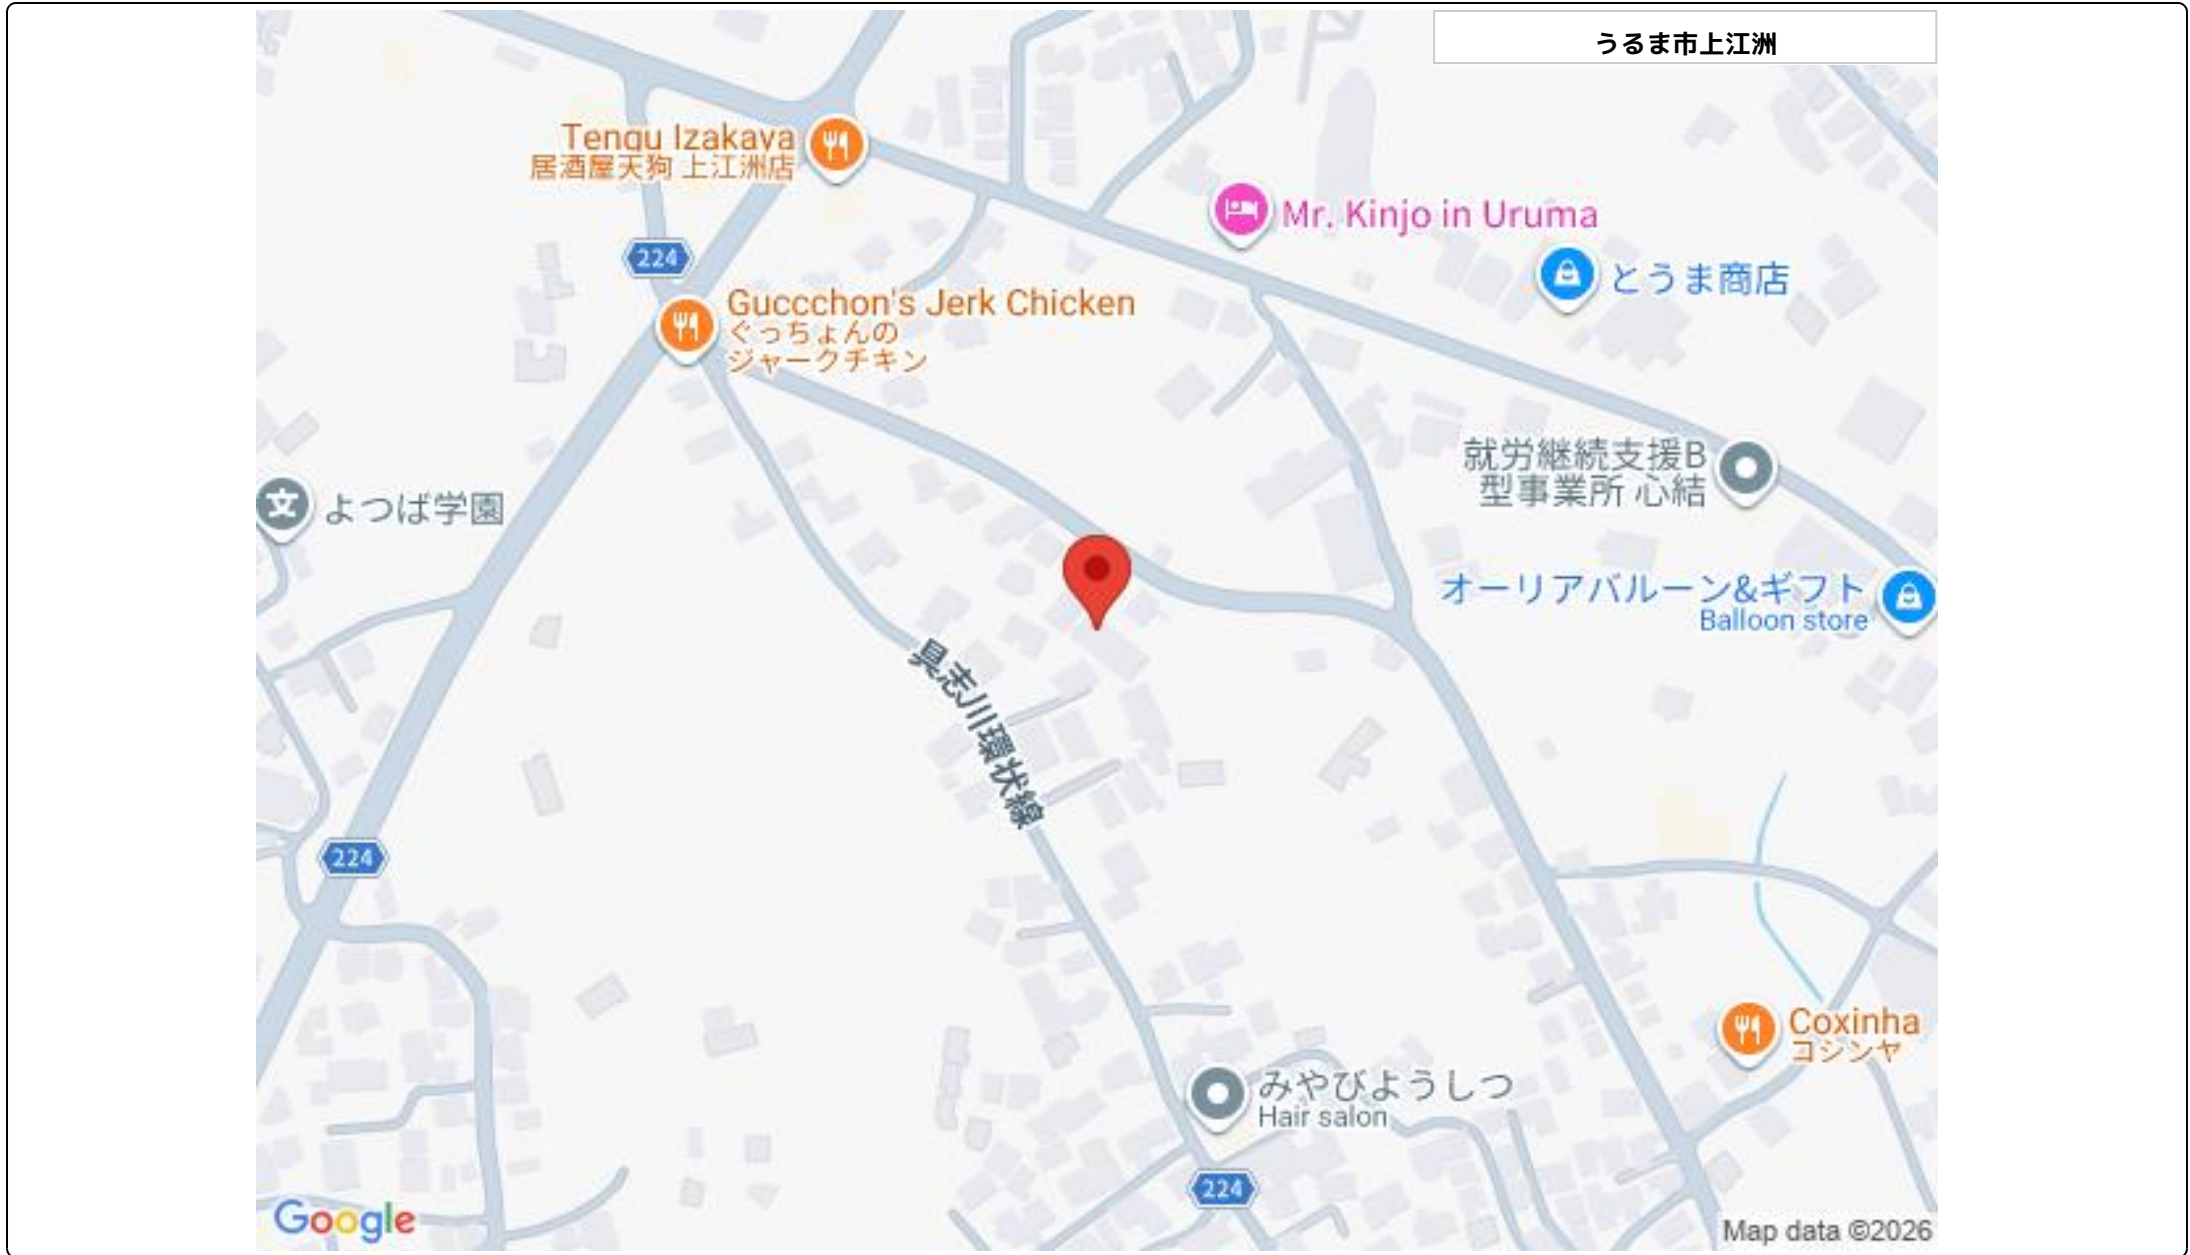 うるま市上江洲
Tengu Izakaya
居酒屋天狗 上江洲店
Mr. Kinjo in Uruma
224
とうま商店
Guccchon's Jerk Chicken
ぐっちょんの
ジャークチキン
就労継続支援B
型事業所 心結
よつば学園
オーリアバルーン&ギフト
Balloon store
具志川環状線
224
Coxinha
コシンヤ
みやびようしつ
Hair salon
224
Google
Map data ©2026